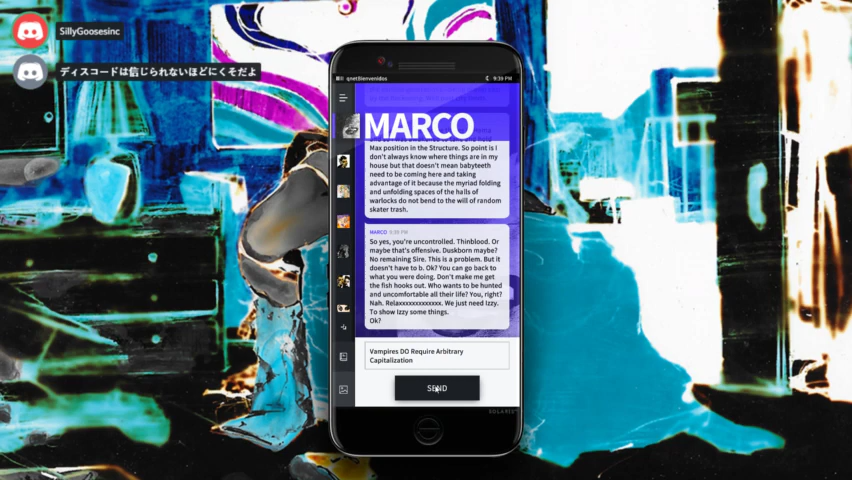 SillyGoosesinc
ディスコードは信じられないほどにくそだよ
qnetBienvenidos
9:39 PM
MARCO
Max position in the Structure. So point is I
don't always know where things are in my
house but that doesn't mean babyteeth
need to be coming here and taking
advantage of it because the myriad folding
and unfolding spaces of the halls of
warlocks do not bend to the will of random
skater trash.
MARCO 9:39 PM
So yes, you're uncontrolled. Thinblood. Or
maybe that's offensive. Duskborn maybe?
No remaining Sire. This is a problem. But it
doesn't have to b. Ok? You can go back to
what you were doing. Don't make me get
the fish hooks out. Who wants to be hunted
and uncomfortable all their life? You, right?
Nah. Relaxxxxxxxxxxxx. We just need Izzy.
To show Izzy some things.
Ok?
Vampires DO Require Arbitrary
Capitalization
SEND